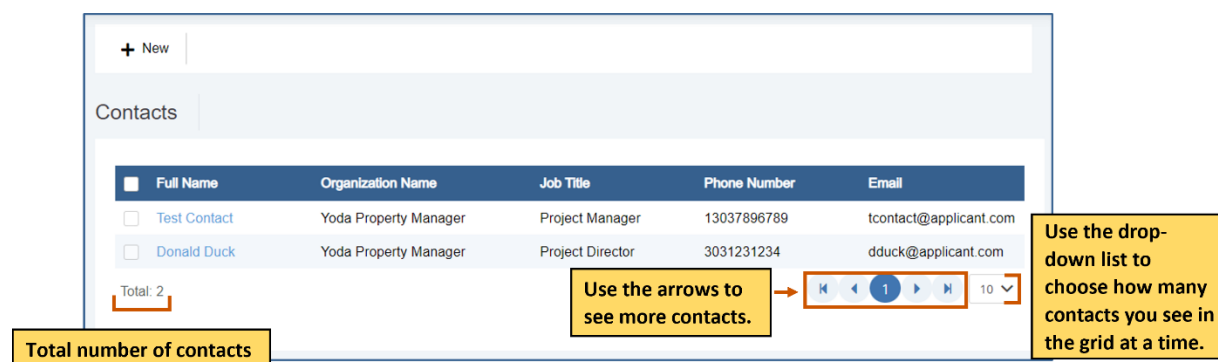 + New
Contacts
Full Name Organization Name Job Title Phone Number Email
Test Contact Yoda Property Manager Project Manager 13037896789 tcontact@applicant.com
Donald Duck Yoda Property Manager Project Director 3031231234 dduck@applicant.com
Total: 2
1
10
Use the arrows to
see more contacts.
Use the drop-
down list to
choose how many
contacts you see in
the grid at a time.
Total number of contacts